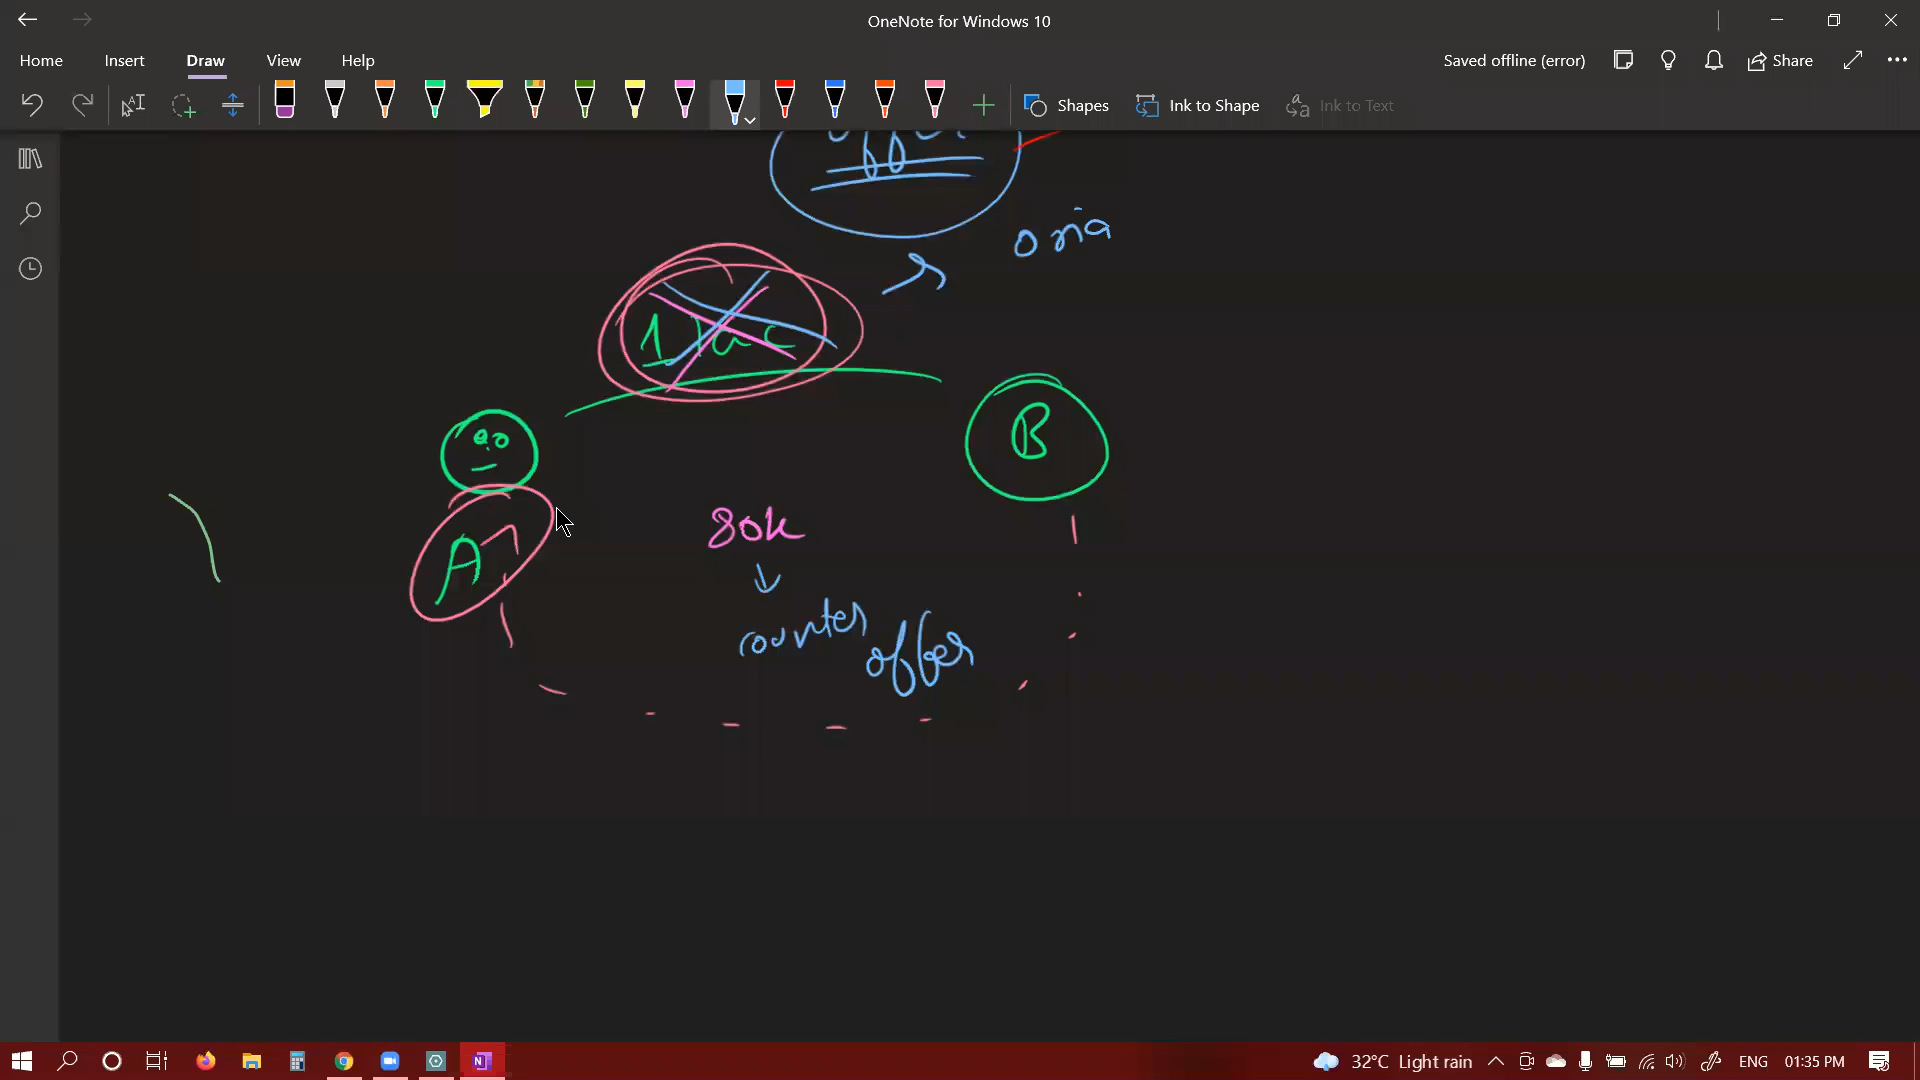 OneNote for Windows 10
Home Insert Draw View Help
Saved offline (error) Share
Shapes Ink to Shape Ink to Text
offer
1 lac
B
A
80k
counter offer
32°C Light rain ENG 01:35 PM